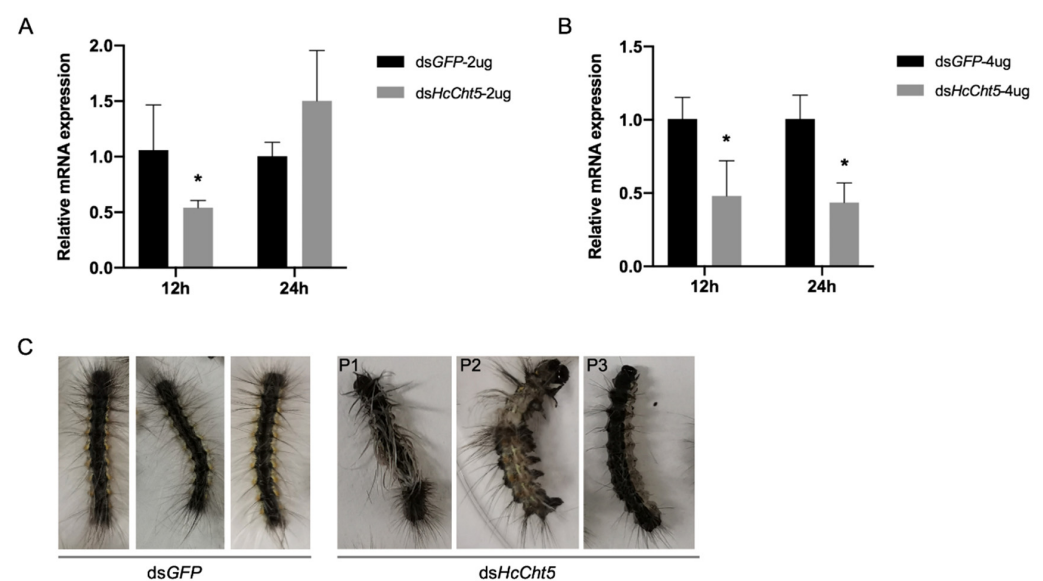 A
Relative mRNA expression
2.0
1.5
1.0
0.5
0.0
*
12h
24h
dsGFP-2ug
dsHcCht5-2ug
B
Relative mRNA expression
1.5
1.0
0.5
0.0
*
*
12h
24h
dsGFP-4ug
dsHcCht5-4ug
C
P1
P2
P3
dsGFP
dsHcCht5